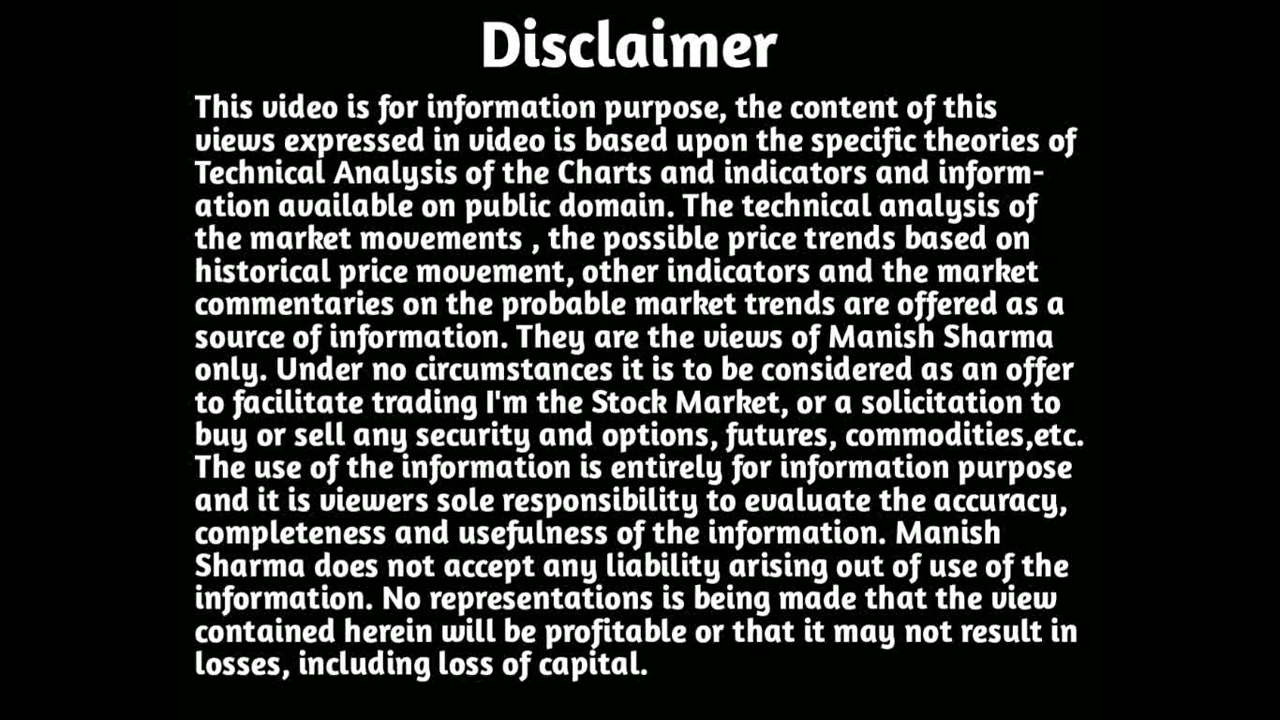 Disclaimer
This video is for information purpose, the content of this
views expressed in video is based upon the specific theories of
Technical Analysis of the Charts and indicators and inform-
ation available on public domain. The technical analysis of
the market movements , the possible price trends based on
historical price movement, other indicators and the market
commentaries on the probable market trends are offered as a
source of information. They are the views of Manish Sharma
only. Under no circumstances it is to be considered as an offer
to facilitate trading I'm the Stock Market, or a solicitation to
buy or sell any security and options, futures, commodities,etc.
The use of the information is entirely for information purpose
and it is viewers sole responsibility to evaluate the accuracy,
completeness and usefulness of the information. Manish
Sharma does not accept any liability arising out of use of the
information. No representations is being made that the view
contained herein will be profitable or that it may not result in
losses, including loss of capital.